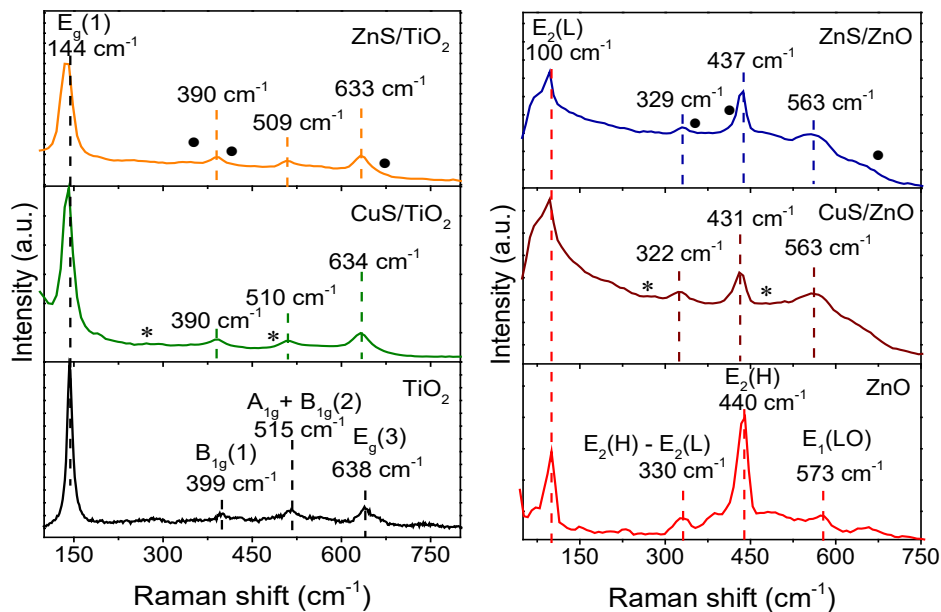 E₂(L)
E_g(1)
144 cm⁻¹
ZnS/TiO₂
390 cm⁻¹
633 cm⁻¹
509 cm⁻¹
CuS/TiO₂
634 cm⁻¹
510 cm⁻¹
390 cm⁻¹
*
*
TiO₂
A₁g+ B₁g(2)
515 cm⁻¹
E_g(3)
638 cm⁻¹
B₁g(1)
399 cm⁻¹
150 300 450 600 750
Raman shift (cm⁻¹)
Intensity (a.u.)
100 cm⁻¹
ZnS/ZnO
437 cm⁻¹
329 cm⁻¹
563 cm⁻¹
CuS/ZnO
431 cm⁻¹
322 cm⁻¹
563 cm⁻¹
*
*
ZnO
E₂(H)
440 cm⁻¹
E₂(H) - E₂(L)
330 cm⁻¹
E₁(LO)
573 cm⁻¹
150 300 450 600 750
Raman shift (cm⁻¹)
Intensity (a.u.)